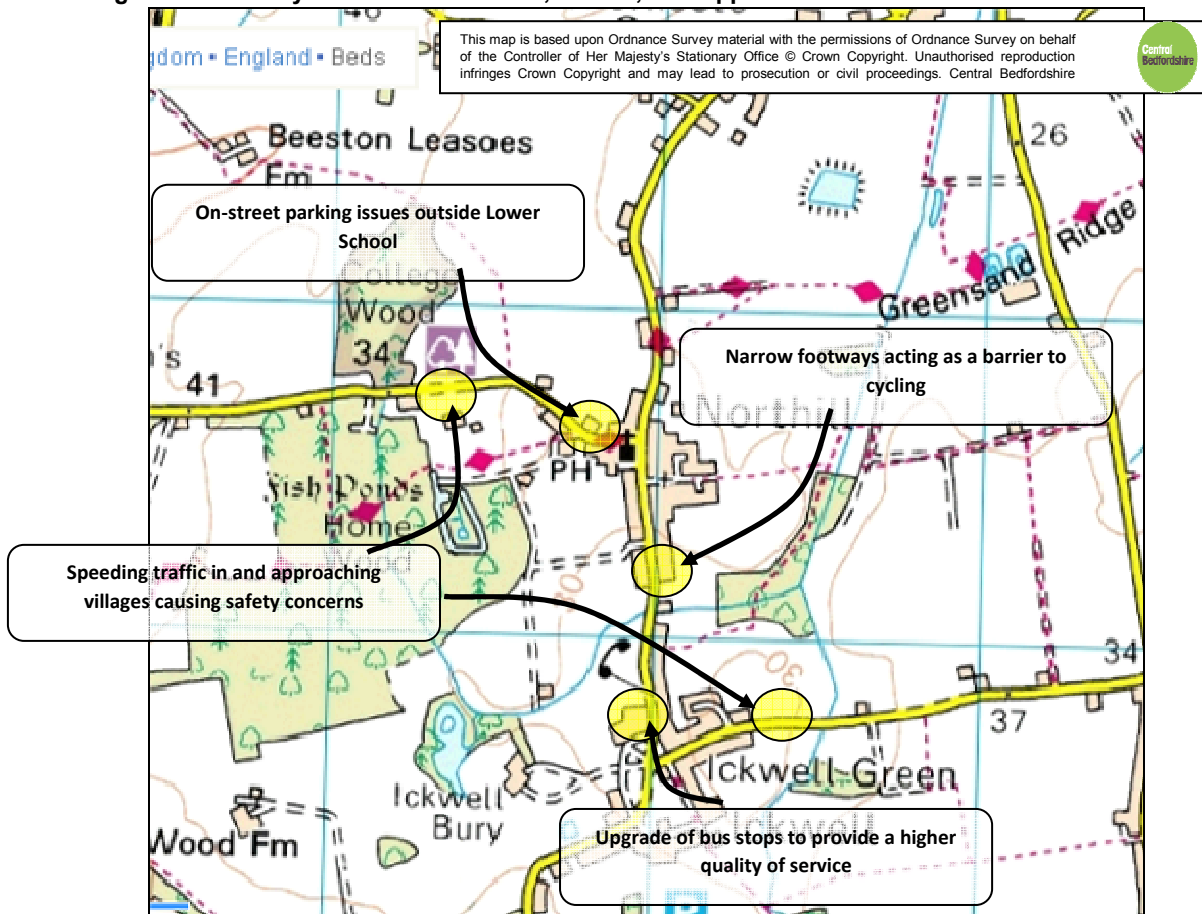 46
gdom • England • Beds
This map is based upon Ordnance Survey material with the permissions of Ordnance Survey on behalf
of the Controller of Her Majesty's Stationary Office © Crown Copyright. Unauthorised reproduction
infringes Crown Copyright and may lead to prosecution or civil proceedings. Central Bedfordshire
Central
Bedfordshire
26
Beeston Leasoes
Fm
On-street parking issues outside Lower
School
College
Wood
Greensand Ridge
34
's
41
Narrow footways acting as a barrier to
cycling
Northill
PH
Fish Ponds
Home
Speeding traffic in and approaching
villages causing safety concerns
30
34
37
Ickwell Green
Ickwell
Bury
Ickwell
Wood Fm
Upgrade of bus stops to provide a higher
quality of service